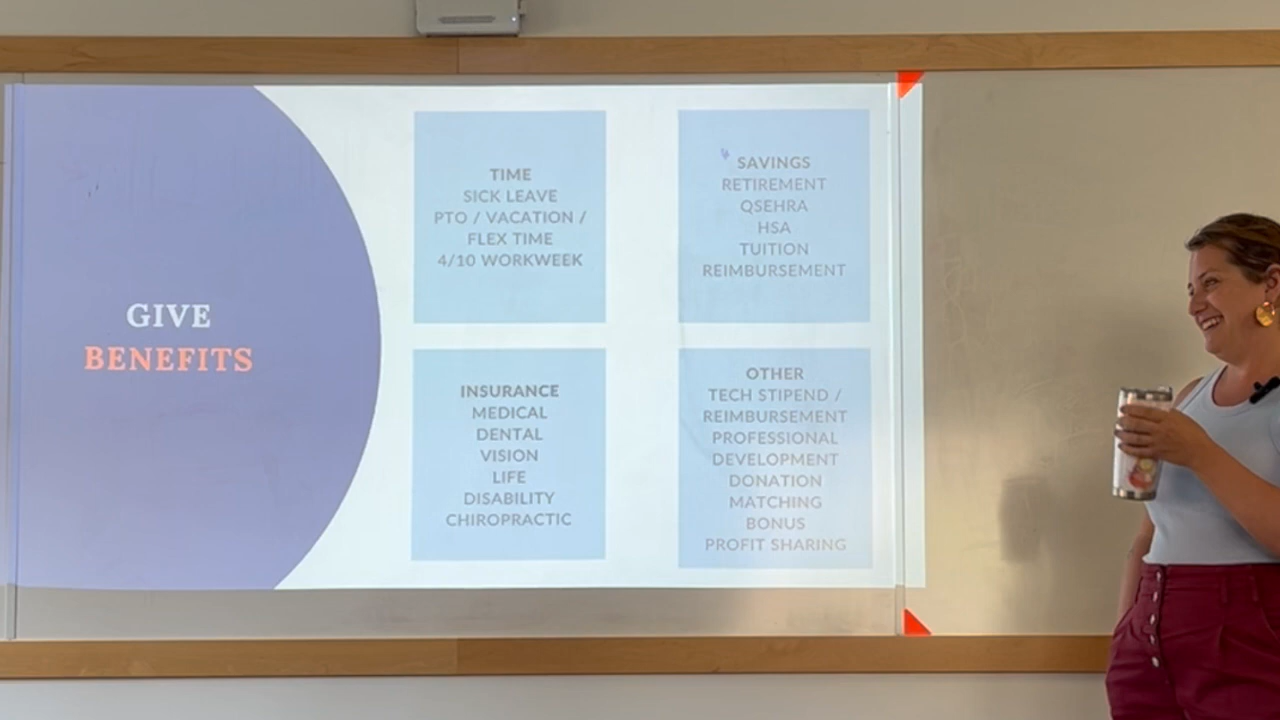 GIVE
BENEFITS
TIME
SICK LEAVE
PTO / VACATION /
FLEX TIME
4/10 WORKWEEK
SAVINGS
RETIREMENT
QSEHRA
HSA
TUITION
REIMBURSEMENT
INSURANCE
MEDICAL
DENTAL
VISION
LIFE
DISABILITY
CHIROPRACTIC
OTHER
TECH STIPEND /
REIMBURSEMENT
PROFESSIONAL
DEVELOPMENT
DONATION
MATCHING
BONUS
PROFIT SHARING